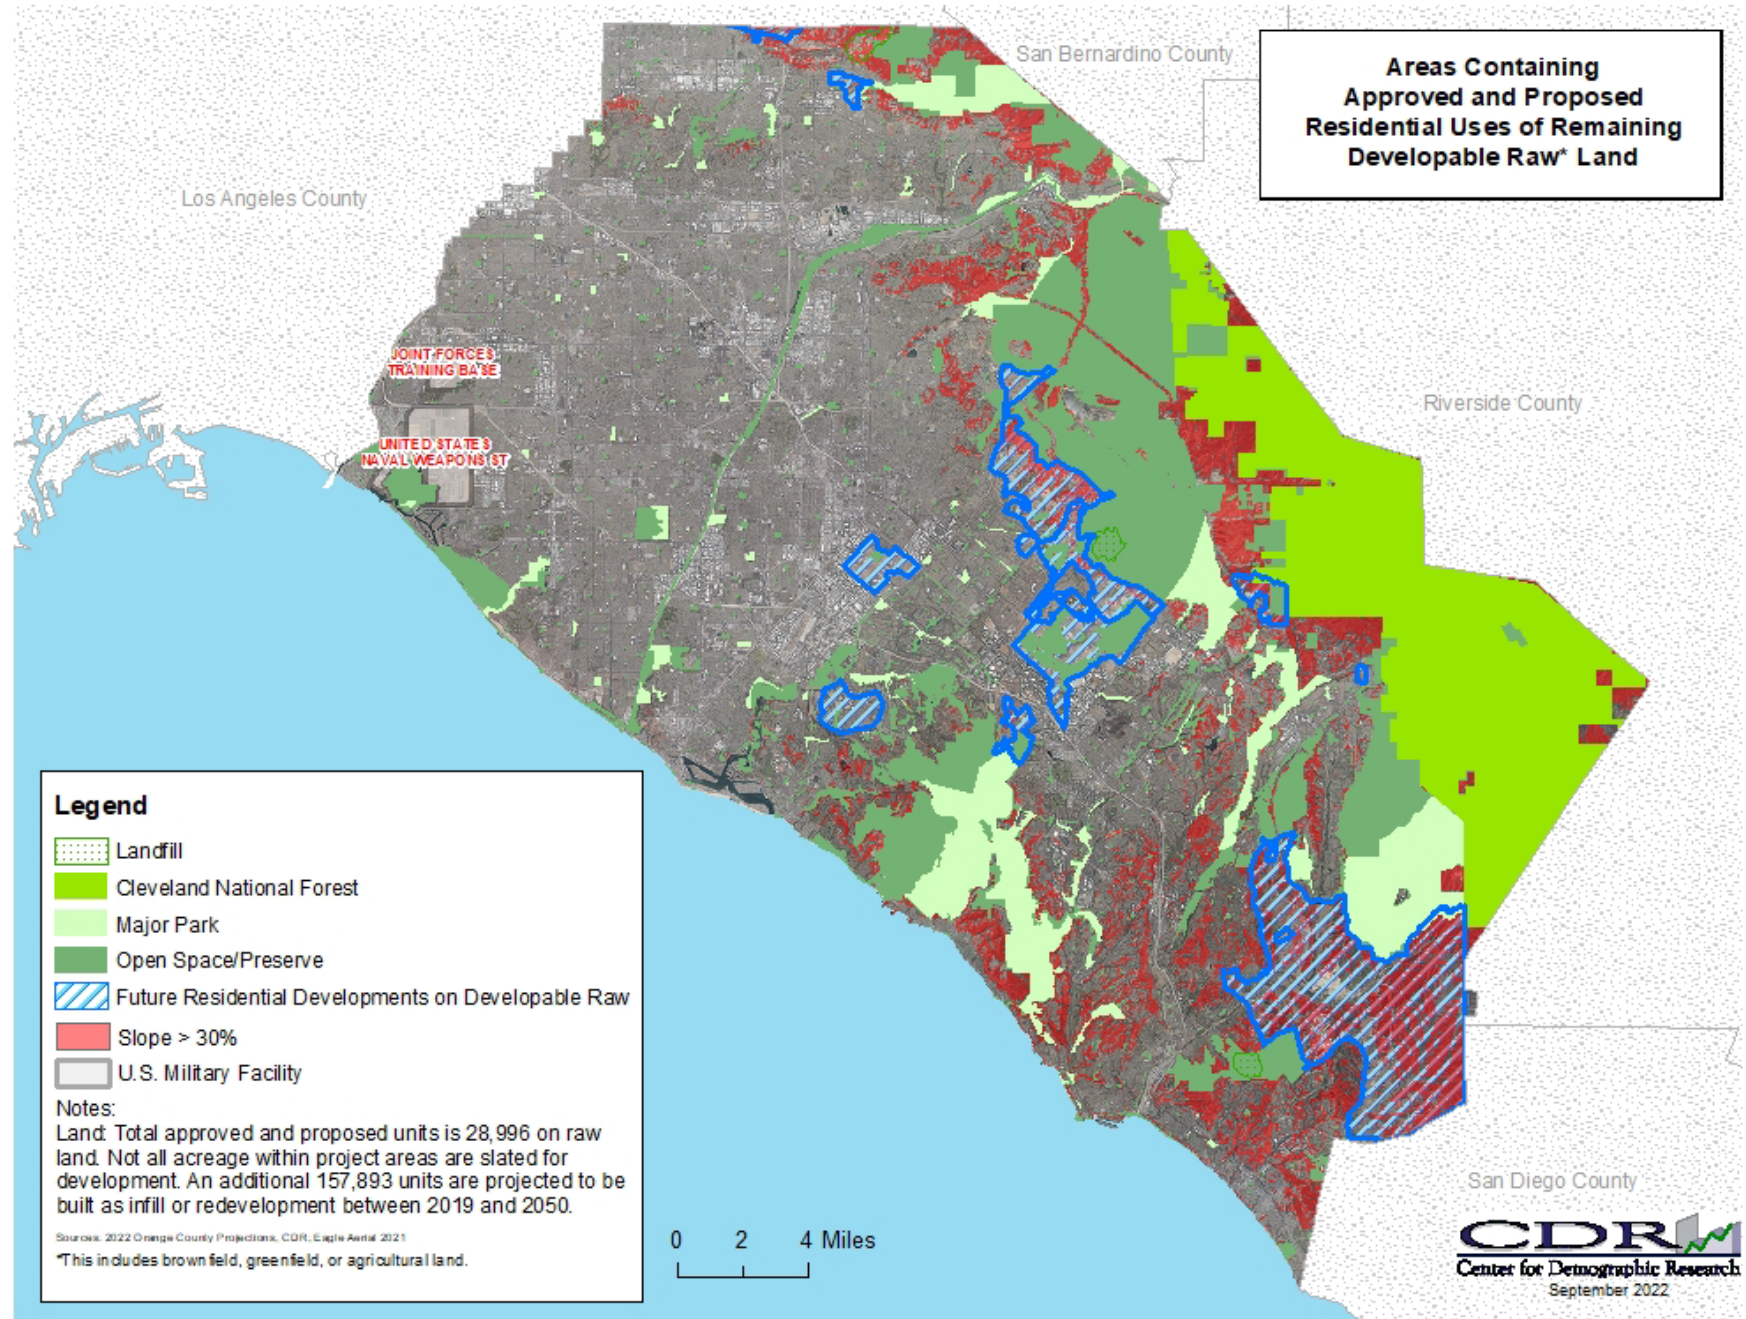 San Bernardino County
Areas Containing
Approved and Proposed
Residential Uses of Remaining
Developable Raw* Land
Los Angeles County
JOINT FORCES
TRAINING BASE
Riverside County
UNITED STATES
NAVAL WEAPONS ST
Legend
Landfill
Cleveland National Forest
Major Park
Open Space/Preserve
Future Residential Developments on Developable Raw
Slope > 30%
U.S. Military Facility
Notes:
Land: Total approved and proposed units is 28,996 on raw
land. Not all acreage within project areas are slated for
development. An additional 157,893 units are projected to be
built as infill or redevelopment between 2019 and 2050.
Sources: 2022 Orange County Projections, CDR, Eagle Aerial 2021
*This includes brownfield, greenfield, or agricultural land.
0 2 4 Miles
San Diego County
CDR
Center for Demographic Research
September 2022